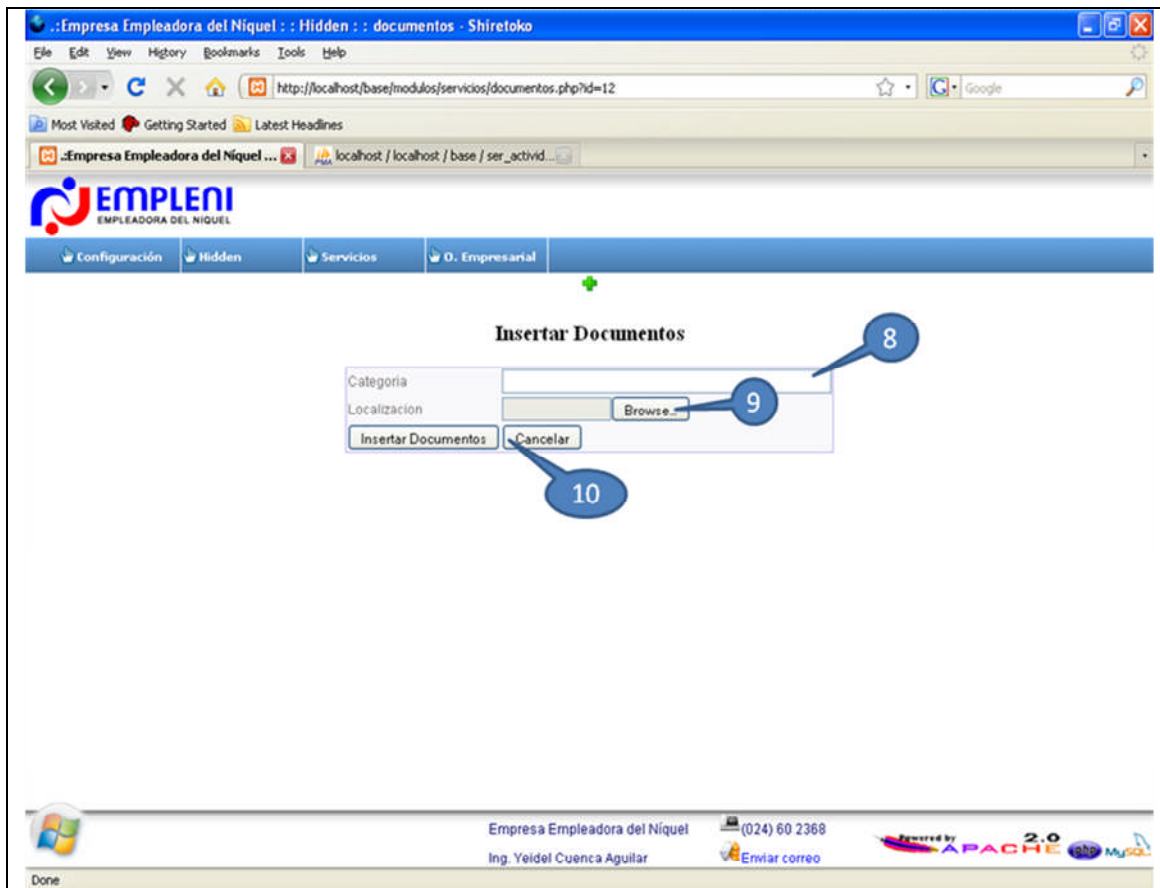 .:Empresa Empleadora del Níquel : : Hidden : : documentos - Shiretoko
File Edit View History Bookmarks Tools Help
http://localhost/base/modulos/servicios/documentos.php?id=12 Google
Most Visited Getting Started Latest Headlines
.:Empresa Empleadora del Níquel ... localhost / localhost / base / ser_activid...
EMPLENI
EMPLEADORA DEL NIQUEL
Configuración Hidden Servicios O. Empresarial
Insertar Documentos
8
Categoria
Localizacion Browse...
9
Insertar Documentos Cancelar
10
Empresa Empleadora del Níquel (024) 60 2368
Ing. Yeidel Cuenca Aguilar Enviar correo
Powered by APACHE 2.0 php MySQL
Done